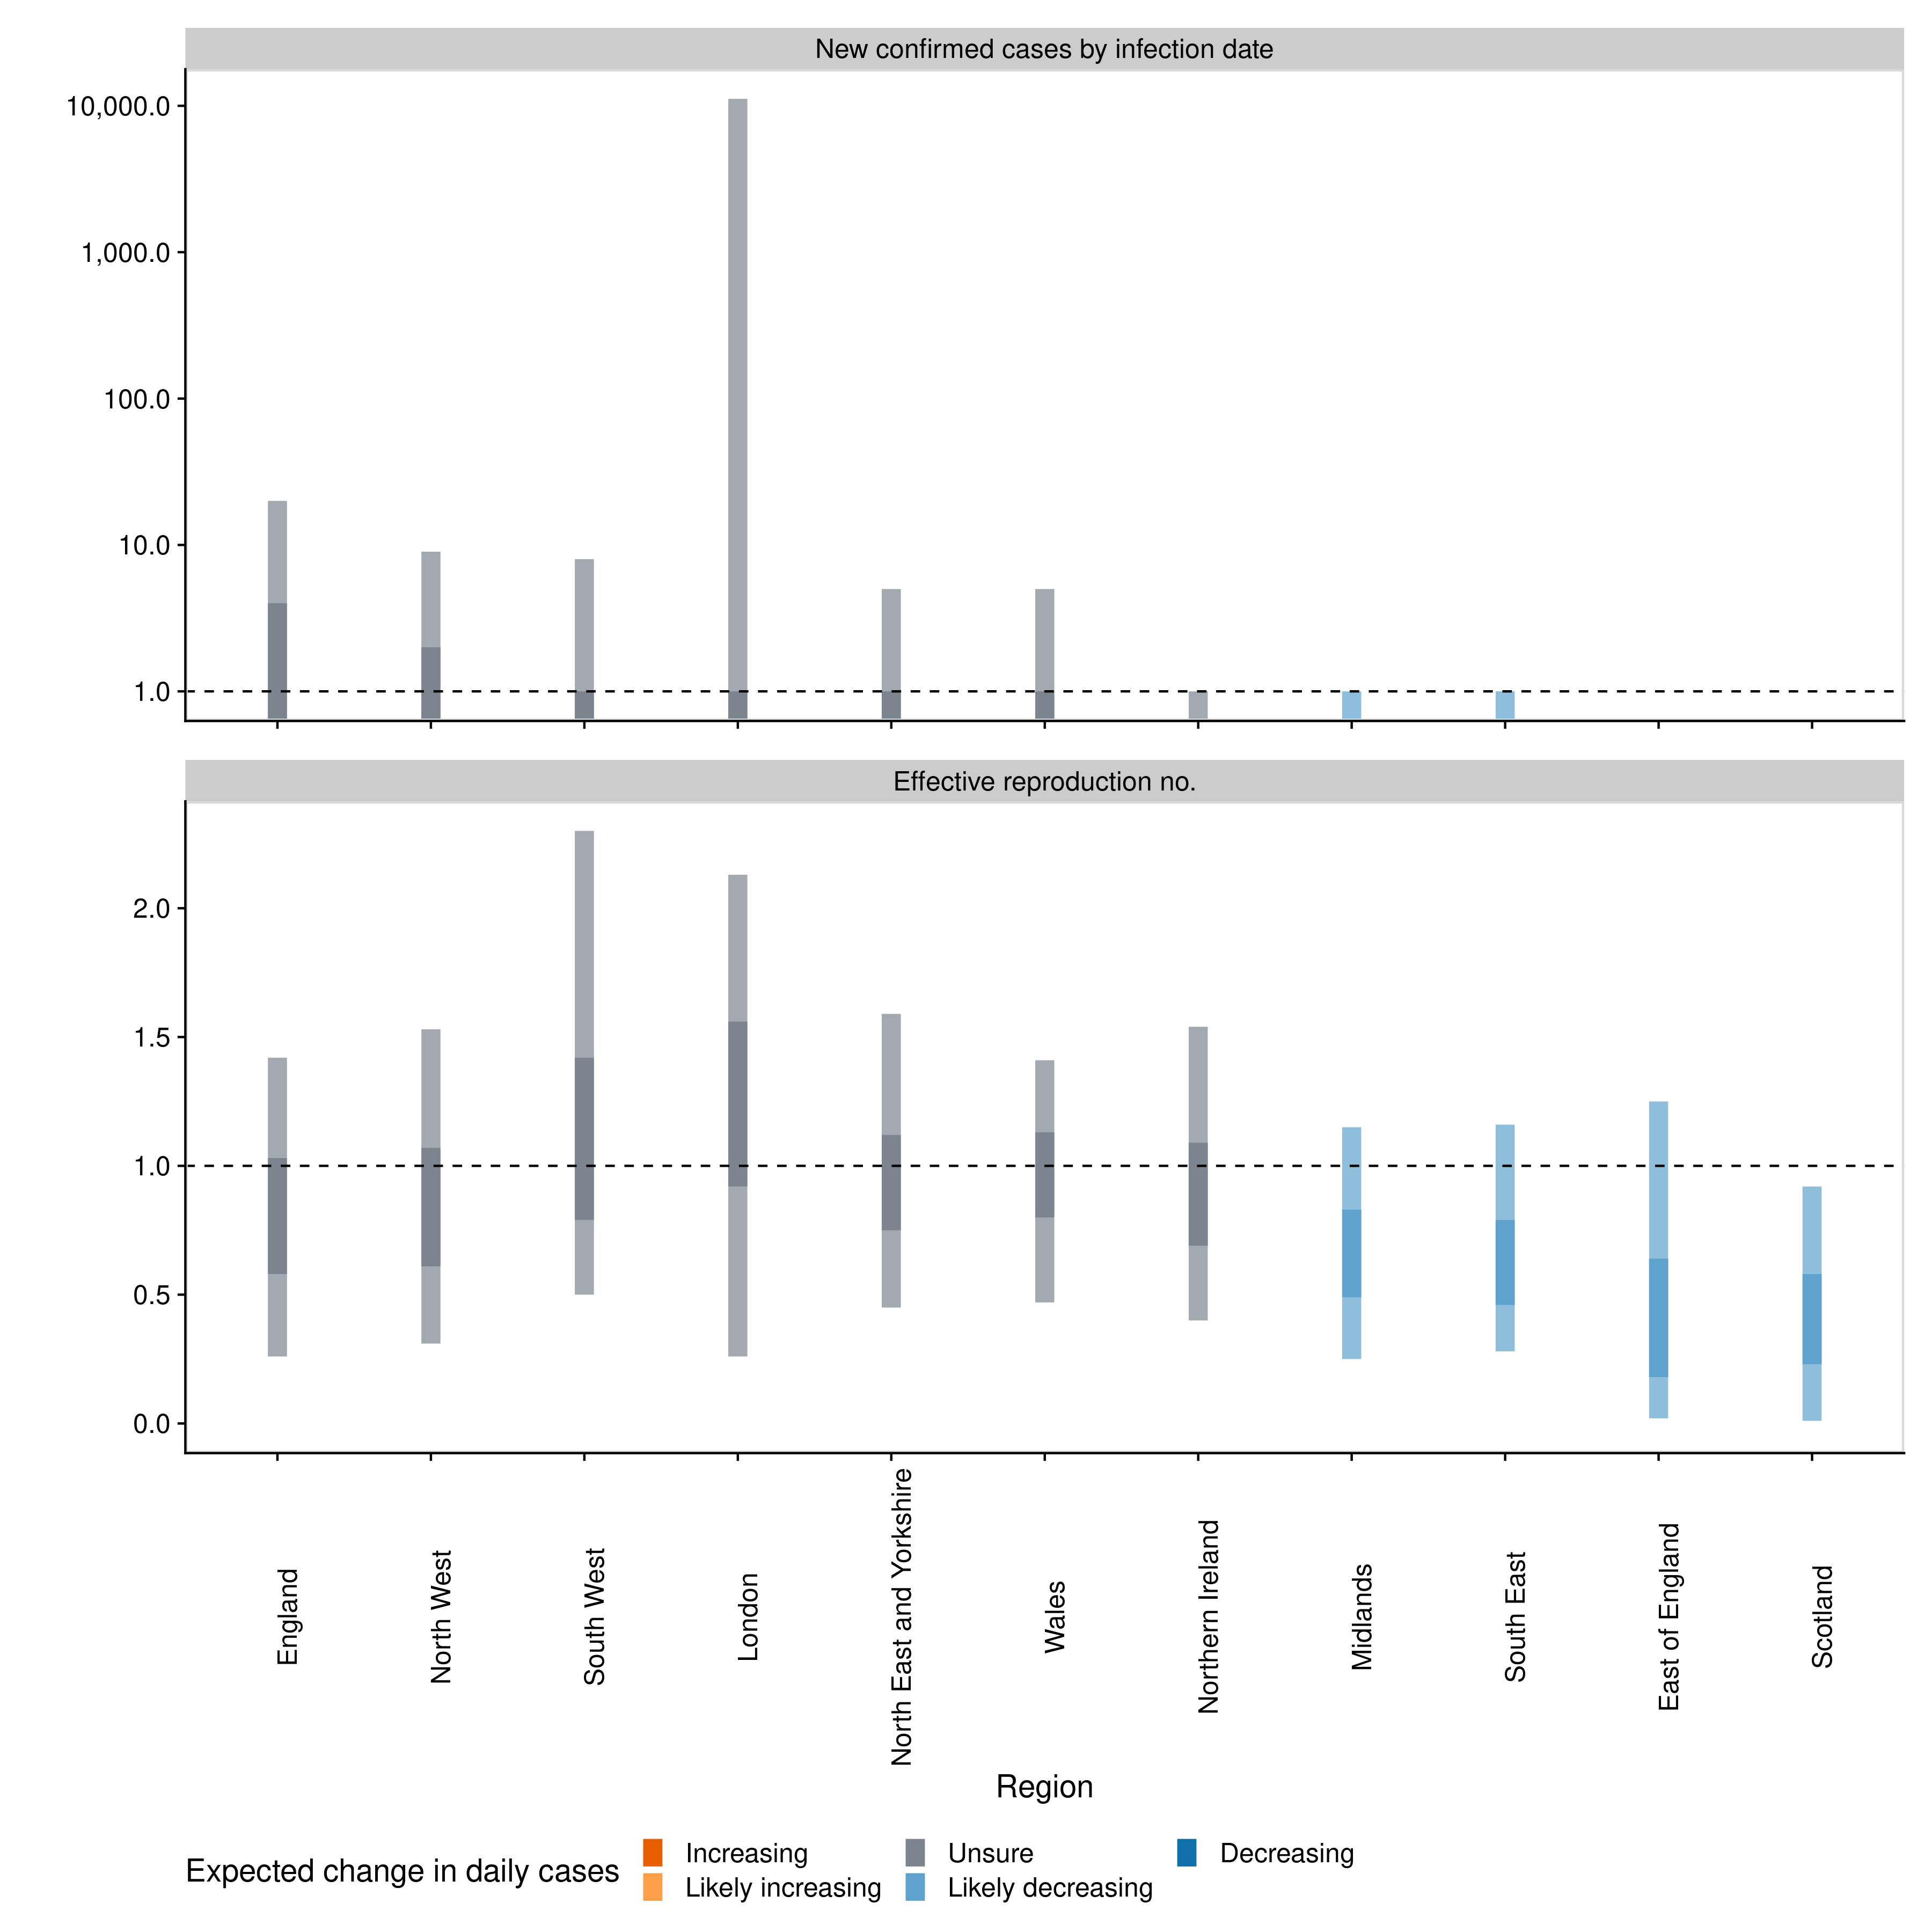 New confirmed cases by infection date
10,000.0
1,000.0
100.0
10.0
1.0
Effective reproduction no.
2.0
1.5
1.0
0.5
0.0
England
North West
South West
London
North East and Yorkshire
Wales
Northern Ireland
Midlands
South East
East of England
Scotland
Region
Expected change in daily cases
Increasing
Unsure
Decreasing
Likely increasing
Likely decreasing